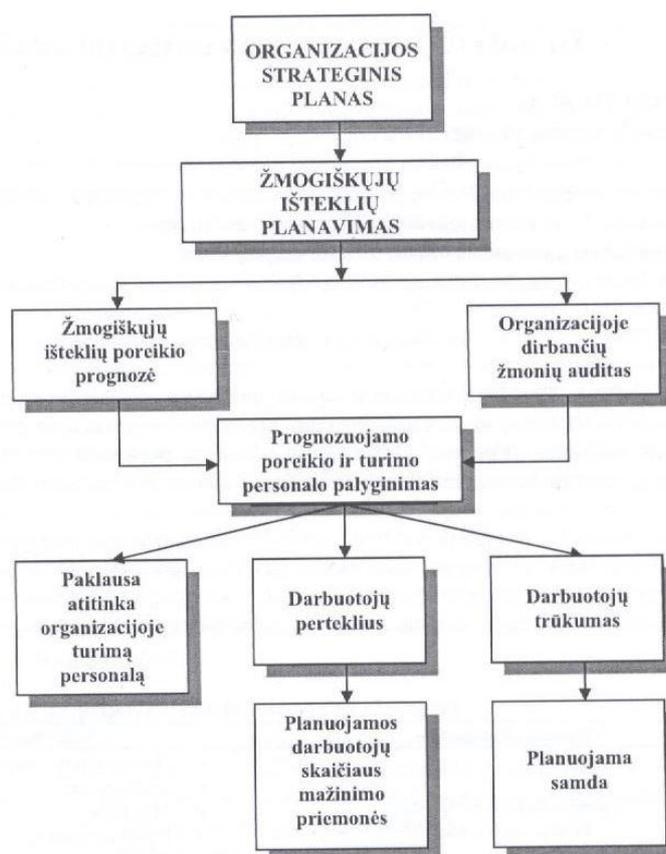 ORGANIZACIJOS
STRATEGINIS
PLANAS
ŽMOGIŠKŲJŲ
IŠTEKLIŲ
PLANAVIMAS
Žmogiškųjų
išteklių poreikio
prognozė
Organizacijoje
dirbančių
žmonių auditas
Prognozuojamo
poreikio ir turimo
personalo palyginimas
Paklausa
atitinka
organizacijoje
turimą
personalą
Darbuotojų
perteklius
Darbuotojų
trūkumas
Planuojamos
darbuotojų
skaičiaus
mažinimo
priemonės
Planuojama
samda